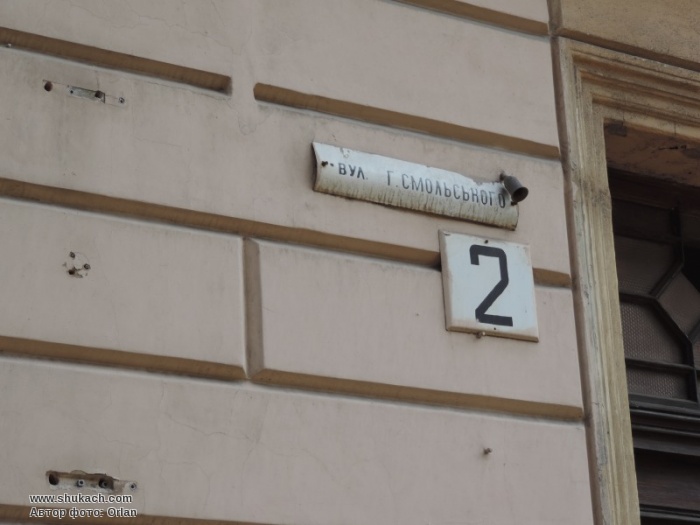 ВУЛ. Г. СМОЛЬСЬКОГО
2
www.shukach.com
Автор фото: Orlan